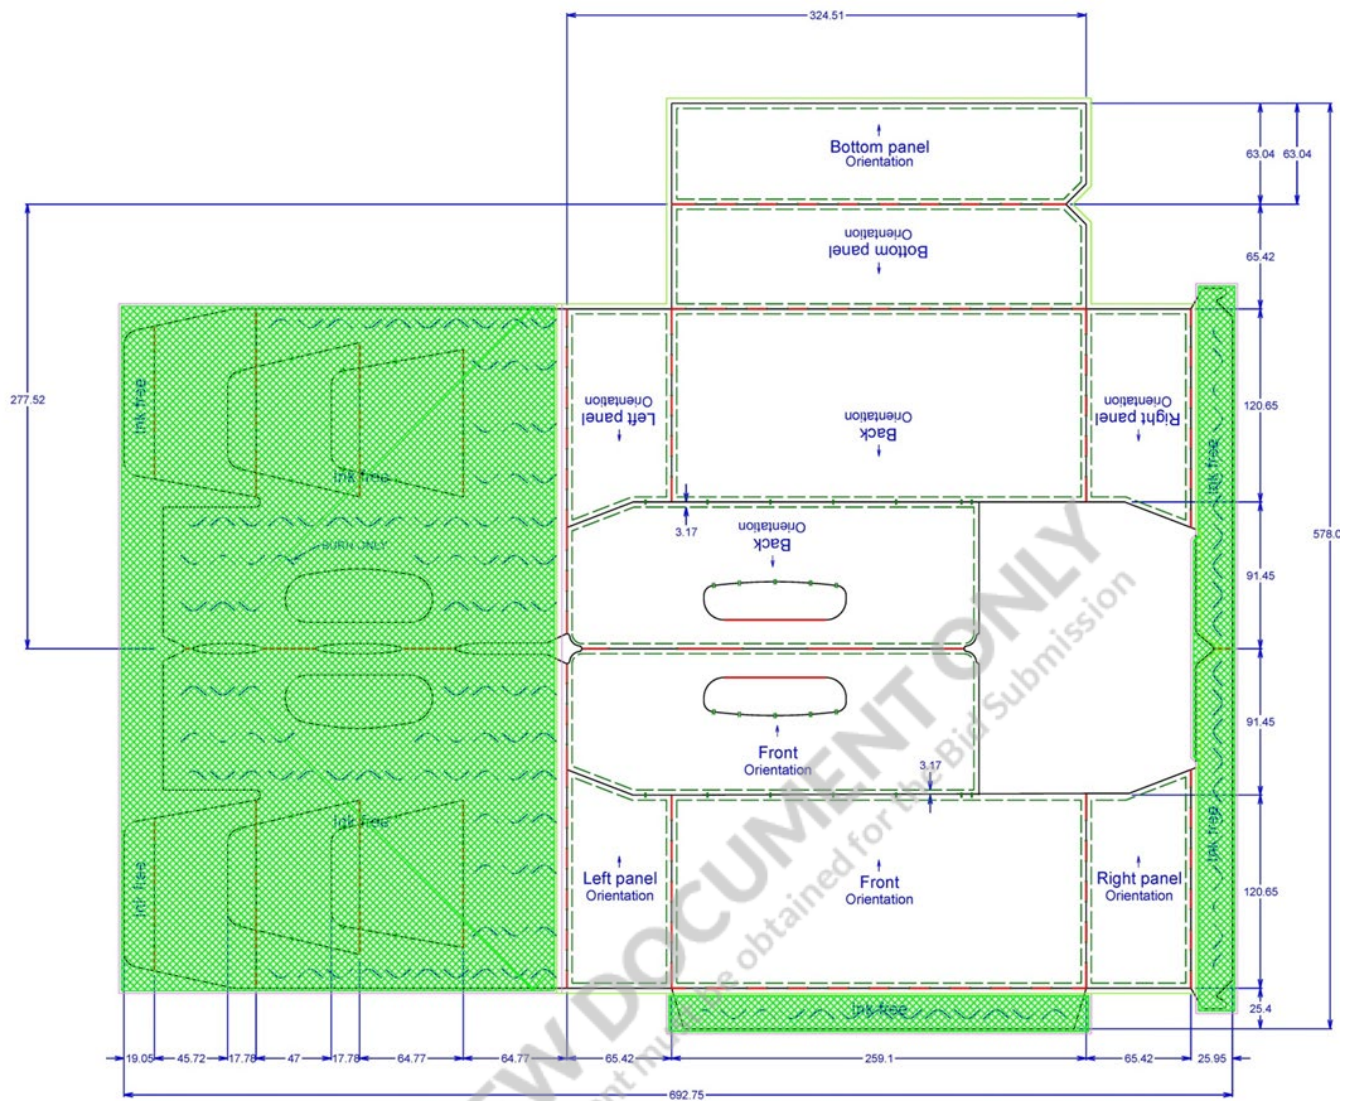 324.51
Bottom panel
Orientation
63.04
63.04
Bottom panel
Orientation
65.42
277.52
Ink free
Left panel
Orientation
Back
Orientation
Right panel
Orientation
120.65
Ink free
Ink free
3.17
Back
Orientation
BURN ONLY
578.0
91.45
91.45
Front
Orientation
3.17
Ink free
Ink free
Ink free
Left panel
Orientation
Front
Orientation
Right panel
Orientation
120.65
Ink free
25.4
19.05
45.72
17.78
47
17.78
64.77
64.77
65.42
259.1
65.42
25.95
692.75
EW DOCUMENT ONLY
nt must be obtained for the Bid Submission